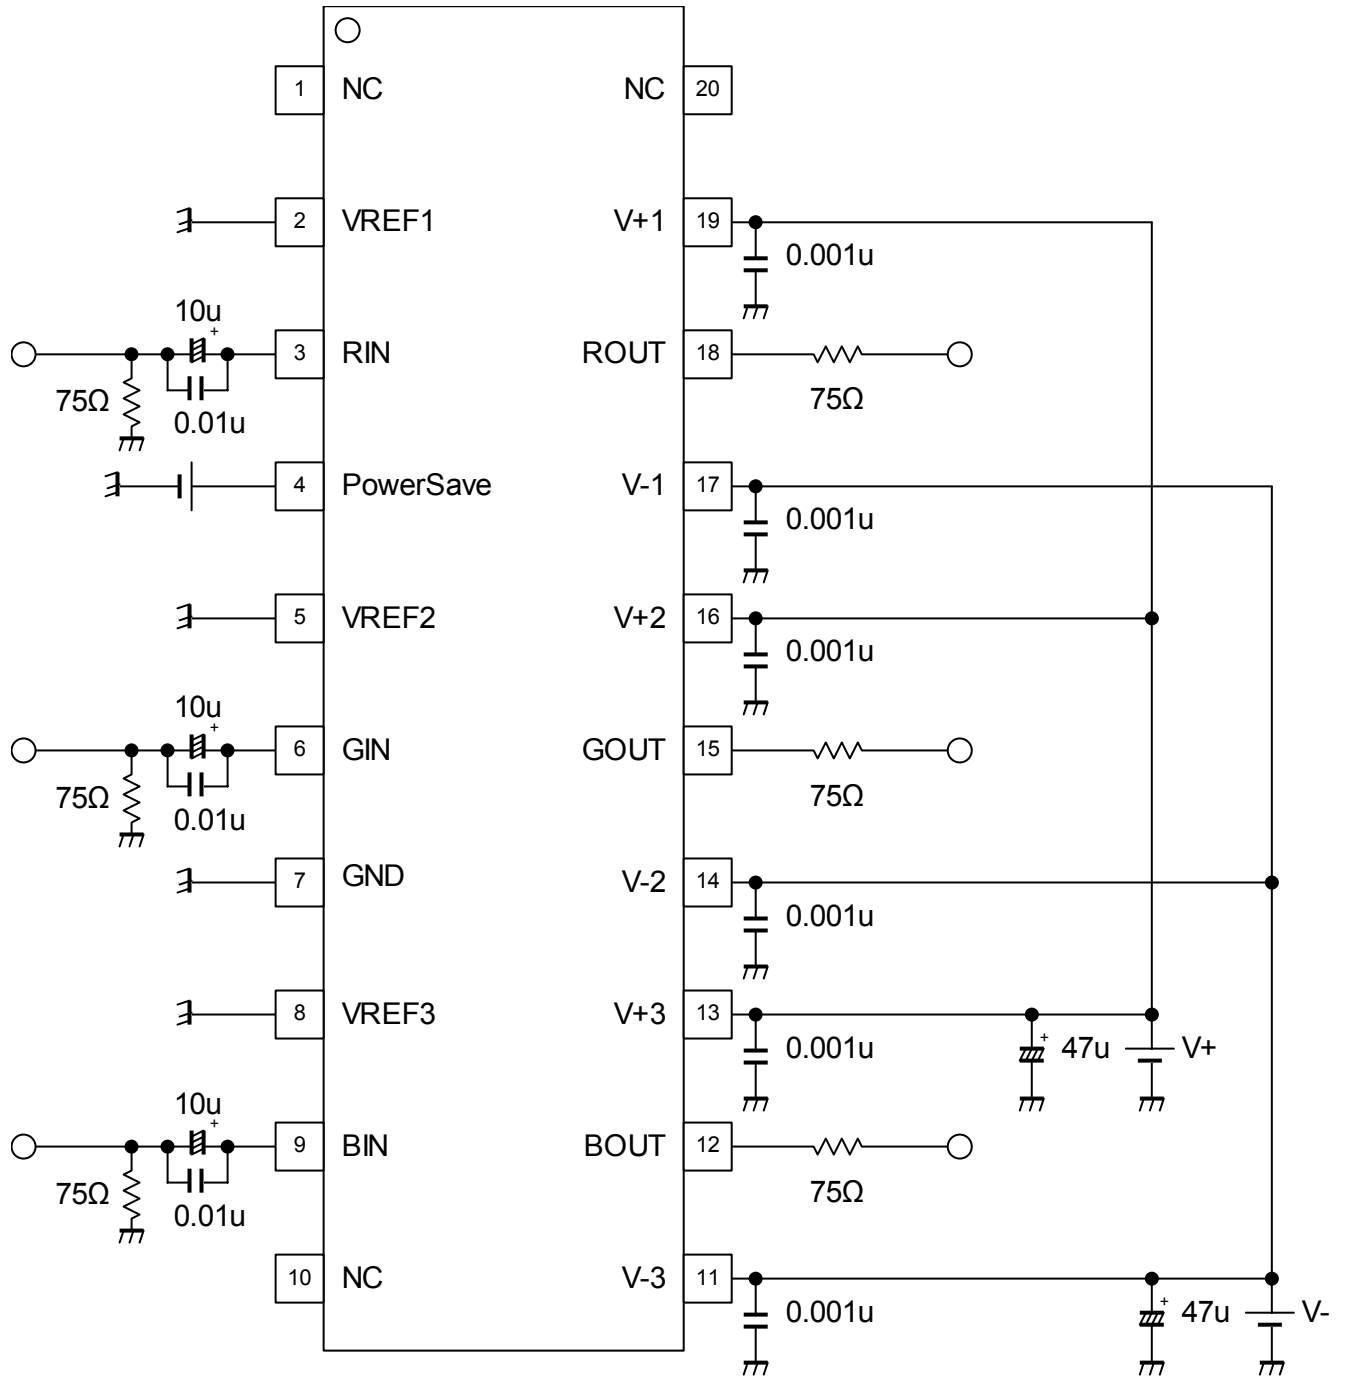 1 NC NC 20
2 VREF1 V+1 19
0.001u
10u
+
3 RIN ROUT 18
75Ω
0.01u
75Ω
4 PowerSave V-1 17
0.001u
5 VREF2 V+2 16
0.001u
10u
+
6 GIN GOUT 15
75Ω
0.01u
75Ω
7 GND V-2 14
0.001u
8 VREF3 V+3 13
0.001u
+
47u
V+
10u
+
9 BIN BOUT 12
75Ω
0.01u
75Ω
10 NC V-3 11
0.001u
+
47u
V-